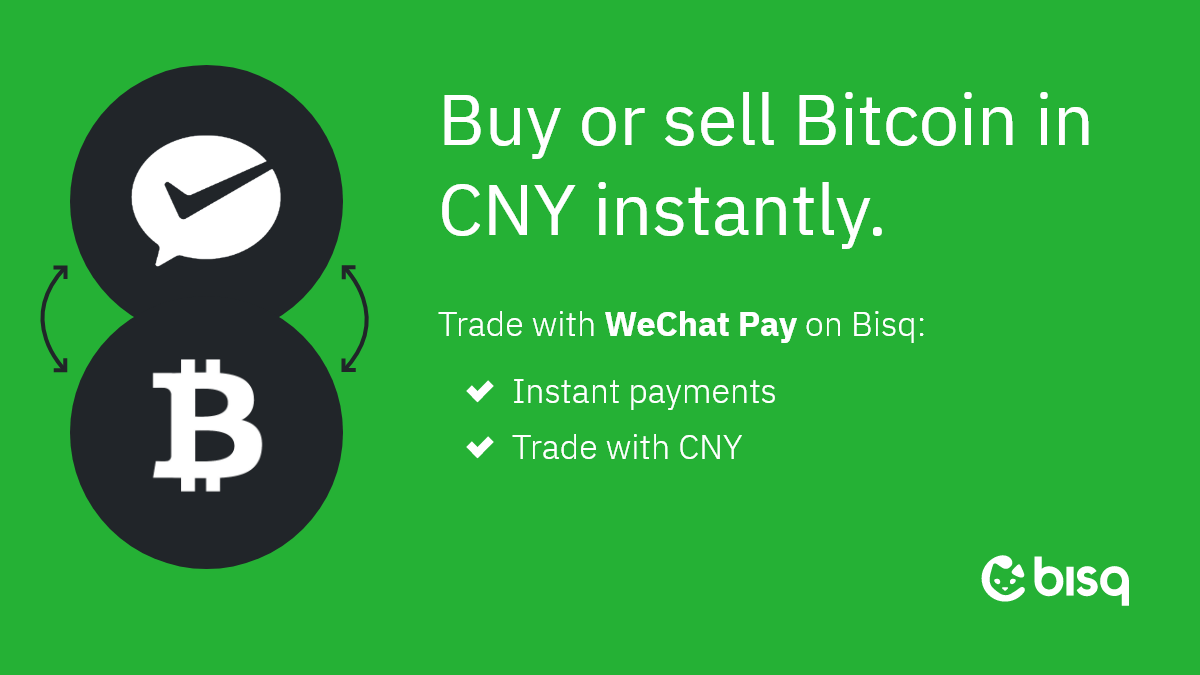 Buy or sell Bitcoin in
CNY instantly.
Trade with WeChat Pay on Bisq:
Instant payments
Trade with CNY
bisq